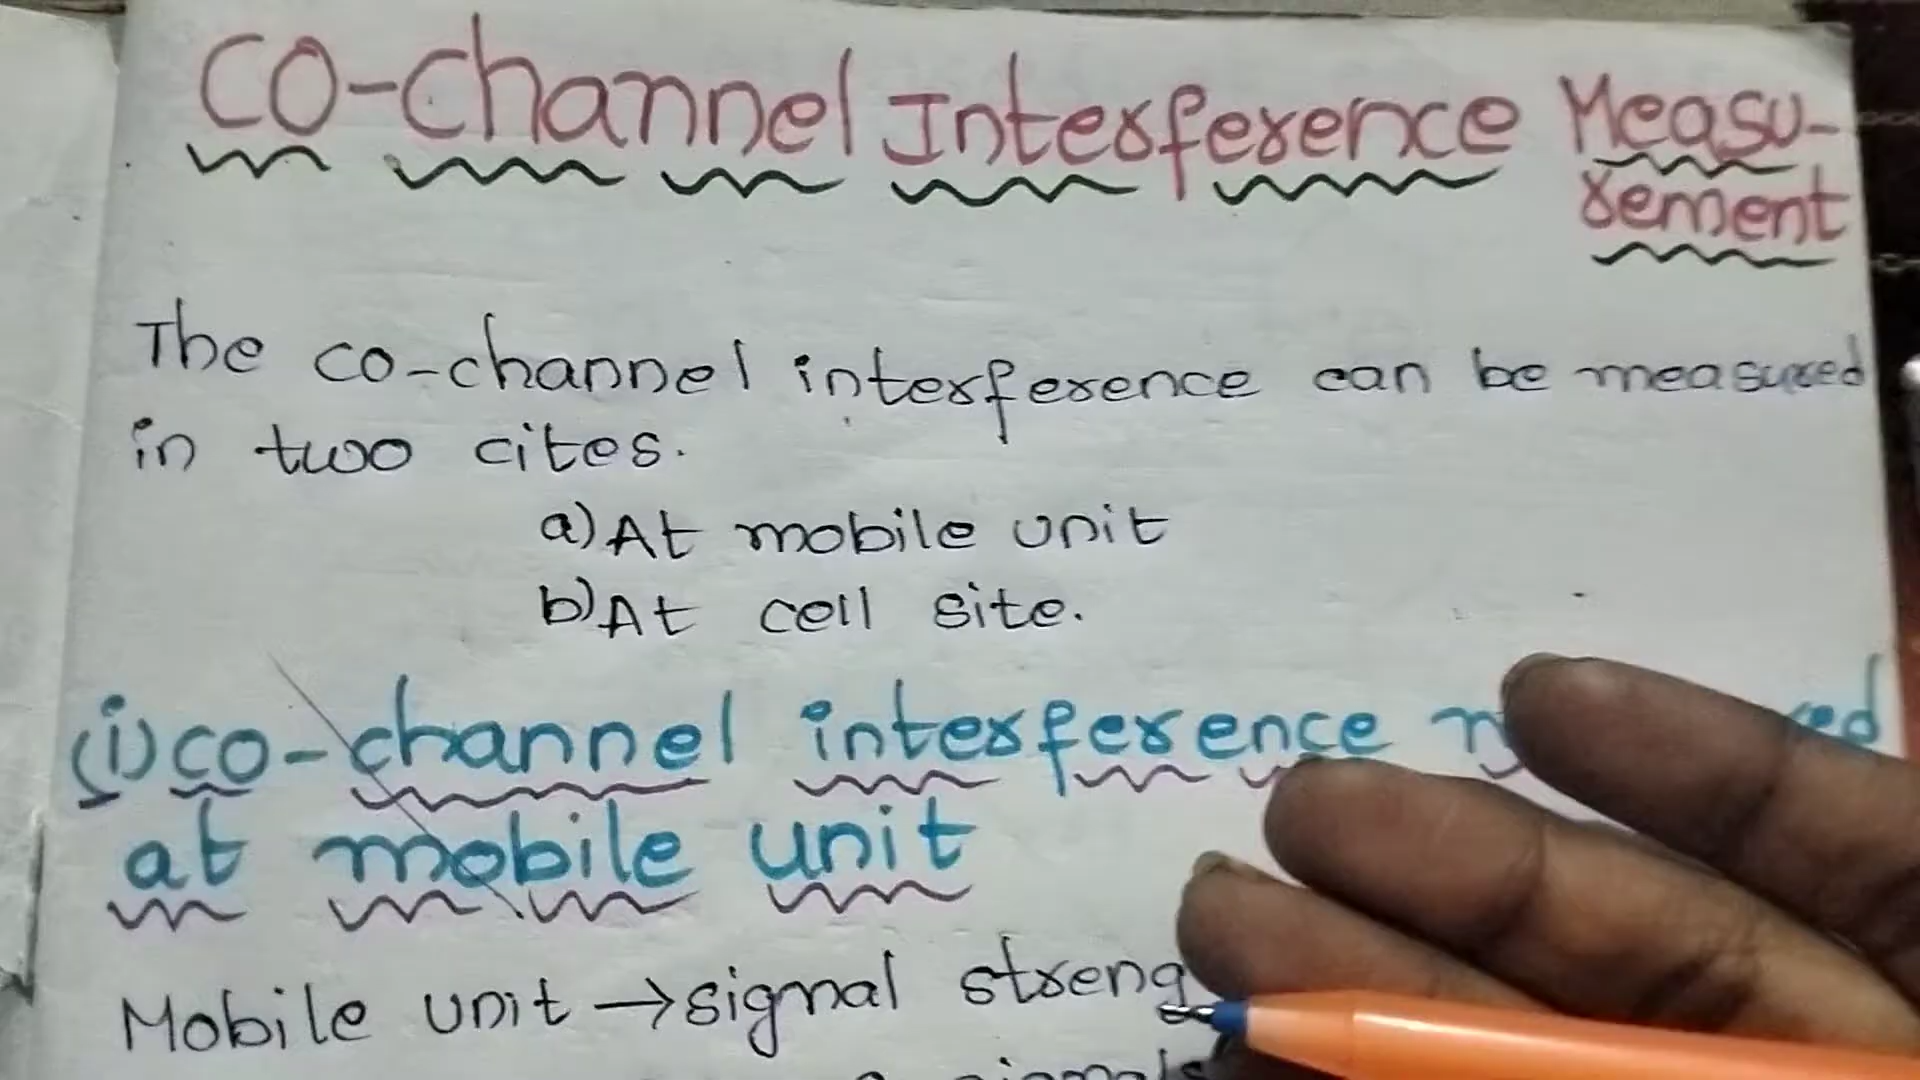 CO-Channel Interference Measu-
rement
The co-channel interference can be measured
in two cites.
a) At mobile unit
b) At cell site.
(i) co-channel interference
at mobile unit
Mobile unit → signal
signals